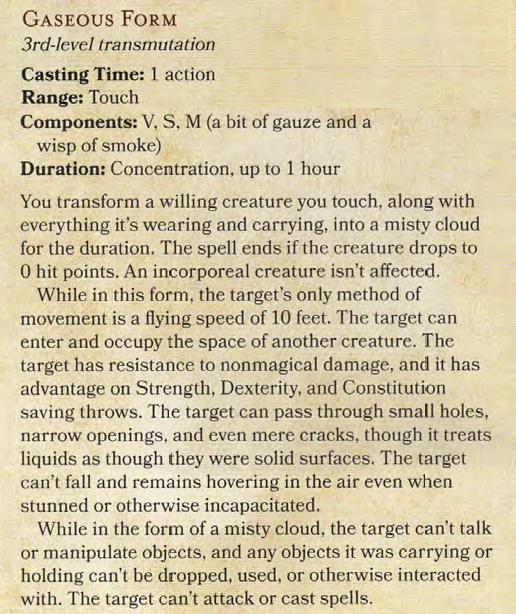 GASEOUS FORM
3rd-level transmutation
Casting Time: 1 action
Range: Touch
Components: V, S, M (a bit of gauze and a
wisp of smoke)
Duration: Concentration, up to 1 hour
You transform a willing creature you touch, along with
everything it's wearing and carrying, into a misty cloud
for the duration. The spell ends if the creature drops to
0 hit points. An incorporeal creature isn't affected.
While in this form, the target's only method of
movement is a flying speed of 10 feet. The target can
enter and occupy the space of another creature. The
target has resistance to nonmagical damage, and it has
advantage on Strength, Dexterity, and Constitution
saving throws. The target can pass through small holes,
narrow openings, and even mere cracks, though it treats
liquids as though they were solid surfaces. The target
can't fall and remains hovering in the air even when
stunned or otherwise incapacitated.
While in the form of a misty cloud, the target can't talk
or manipulate objects, and any objects it was carrying or
holding can't be dropped, used, or otherwise interacted
with. The target can't attack or cast spells.